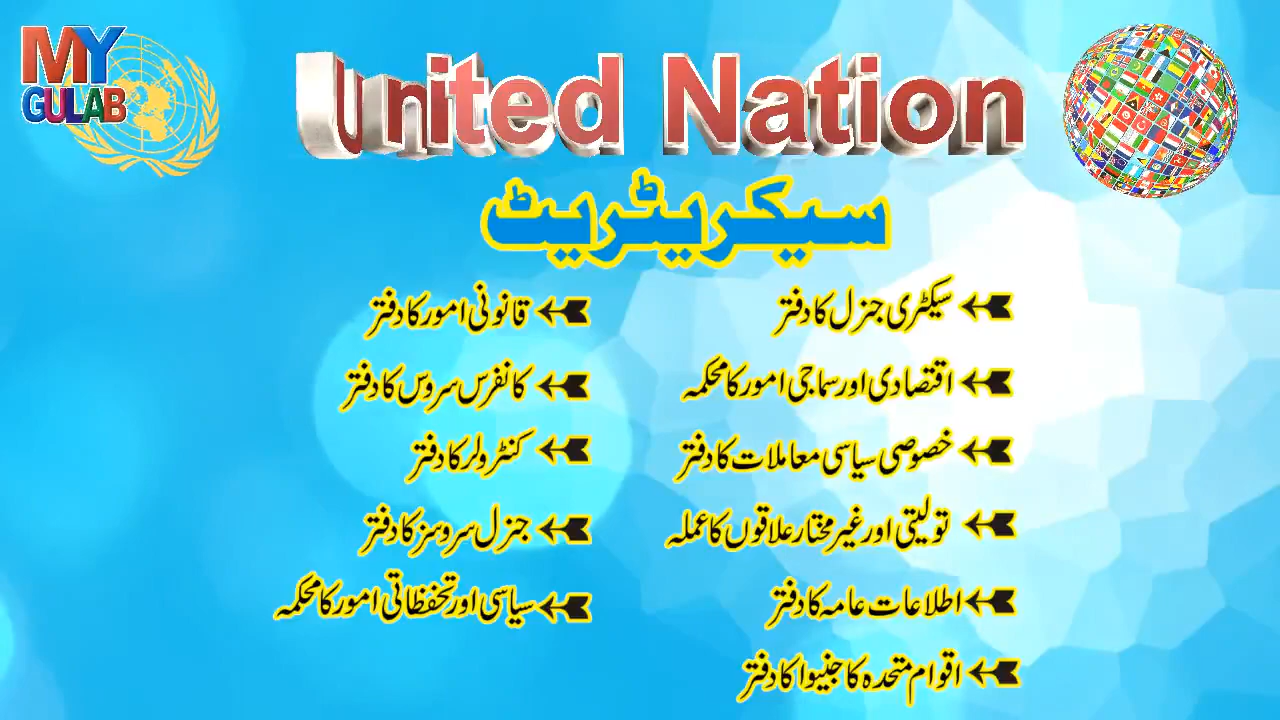 MY
GULAB
United Nation
سیکریٹریٹ
سیکٹری جنرل کا دفتر
اقتصادی اور سماجی امور کا محکمہ
خصوصی سیاسی معاملات کا دفتر
تولیتی اور غیر مختار علاقوں کا عملہ
اطلاعات عامہ کا دفتر
اقوام متحدہ کا جنیوا کا دفتر
قانونی امور کا دفتر
کانفرس سروس کا دفتر
کنٹرولر کا دفتر
جنرل سروسز کا دفتر
سیاسی اور تحفظاتی امور کا محکمہ